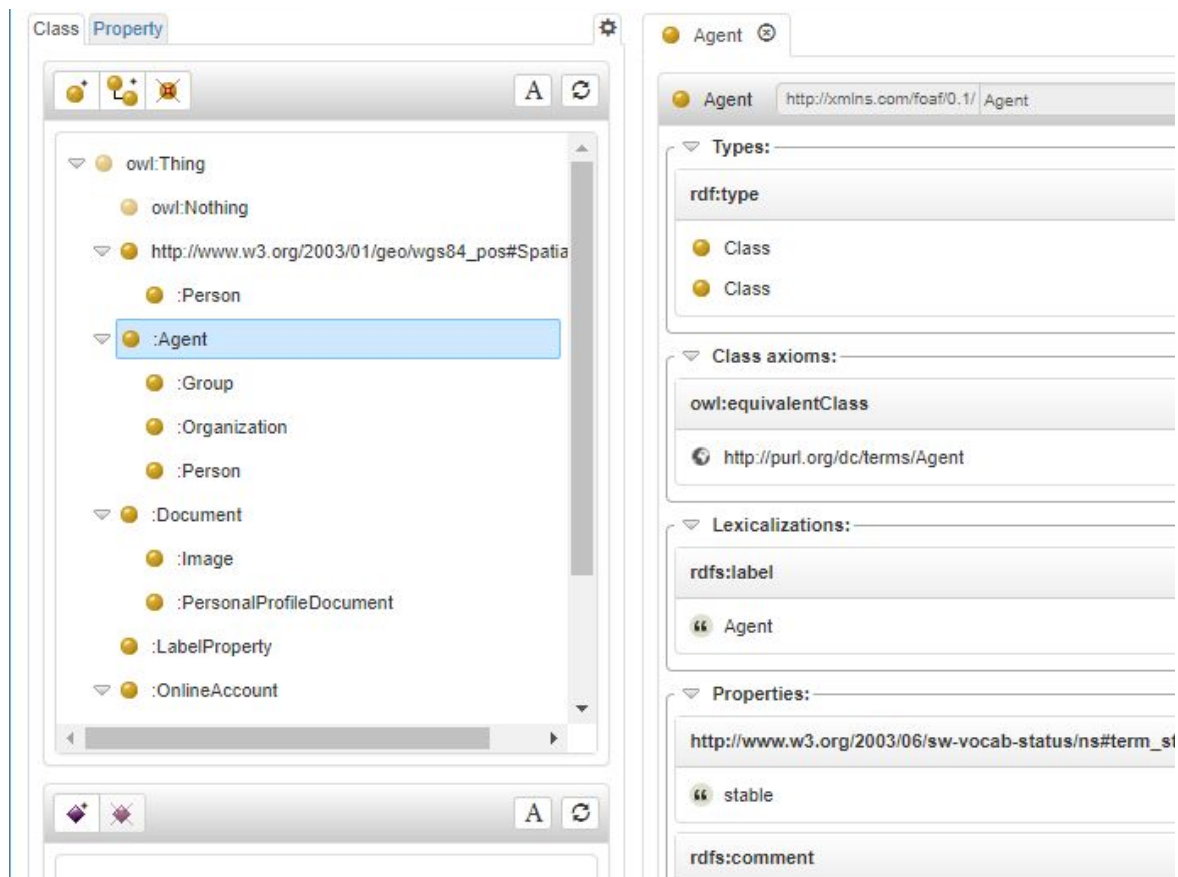 Class Property
A
owl:Thing
owl:Nothing
http://www.w3.org/2003/01/geo/wgs84_pos#Spatia
:Person
:Agent
:Group
:Organization
:Person
:Document
:Image
:PersonalProfileDocument
:LabelProperty
:OnlineAccount
A
Agent
Agent http://xmlns.com/foaf/0.1/ Agent
Types:
rdf:type
Class
Class
Class axioms:
owl:equivalentClass
http://purl.org/dc/terms/Agent
Lexicalizations:
rdfs:label
Agent
Properties:
http://www.w3.org/2003/06/sw-vocab-status/ns#term_st
stable
rdfs:comment